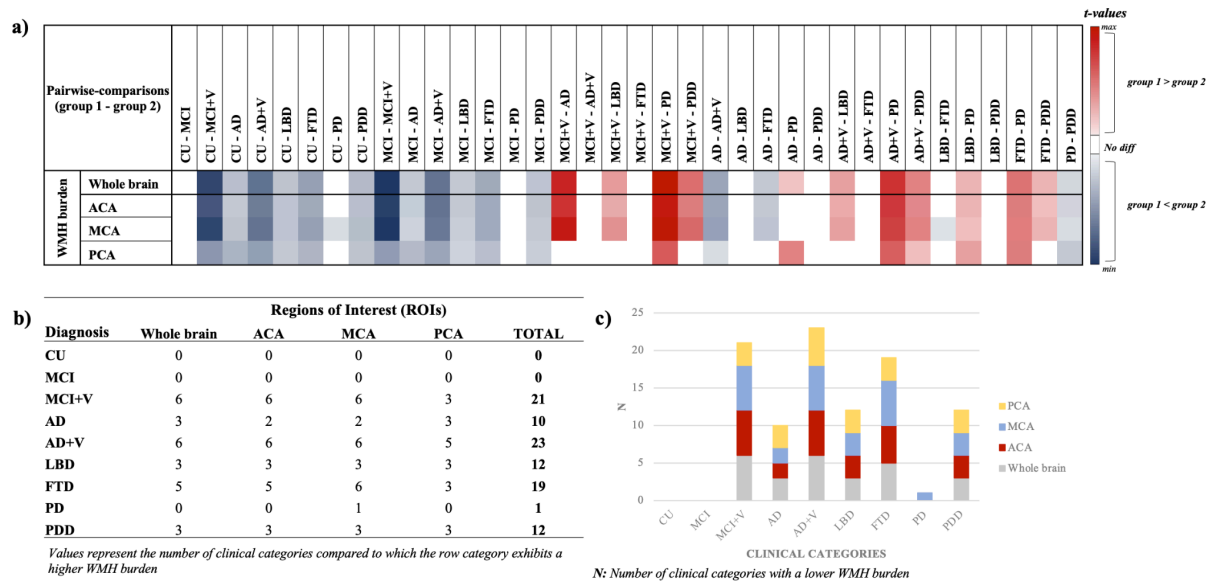 a)
Pairwise-comparisons
(group 1 - group 2)
CU - MCI
CU - MCI+V
CU - AD
CU - AD+V
CU - LBD
CU - FTD
CU - PD
CU - PDD
MCI - MCI+V
MCI - AD
MCI - AD+V
MCI - LBD
MCI - FTD
MCI - PD
MCI - PDD
MCI+V - AD
MCI+V - AD+V
MCI+V - LBD
MCI+V - FTD
MCI+V - PD
MCI+V - PDD
AD - AD+V
AD - LBD
AD - FTD
AD - PD
AD - PDD
AD+V - LBD
AD+V - FTD
AD+V - PD
AD+V - PDD
LBD - FTD
LBD - PD
LBD - PDD
FTD - PD
FTD - PDD
PD - PDD
WMH burden
Whole brain
ACA
MCA
PCA
t-values
max
group 1 > group 2
No diff
group 1 < group 2
min
b)
Regions of Interest (ROIs)
Diagnosis Whole brain ACA MCA PCA TOTAL
CU 0 0 0 0 0
MCI 0 0 0 0 0
MCI+V 6 6 6 3 21
AD 3 2 2 3 10
AD+V 6 6 6 5 23
LBD 3 3 3 3 12
FTD 5 5 6 3 19
PD 0 0 1 0 1
PDD 3 3 3 3 12
Values represent the number of clinical categories compared to which the row category exhibits a
higher WMH burden
c)
25
20
15
10
5
0
N
CU
MCI
MCI+V
AD
AD+V
LBD
FTD
PD
PDD
CLINICAL CATEGORIES
PCA
MCA
ACA
Whole brain
N: Number of clinical categories with a lower WMH burden